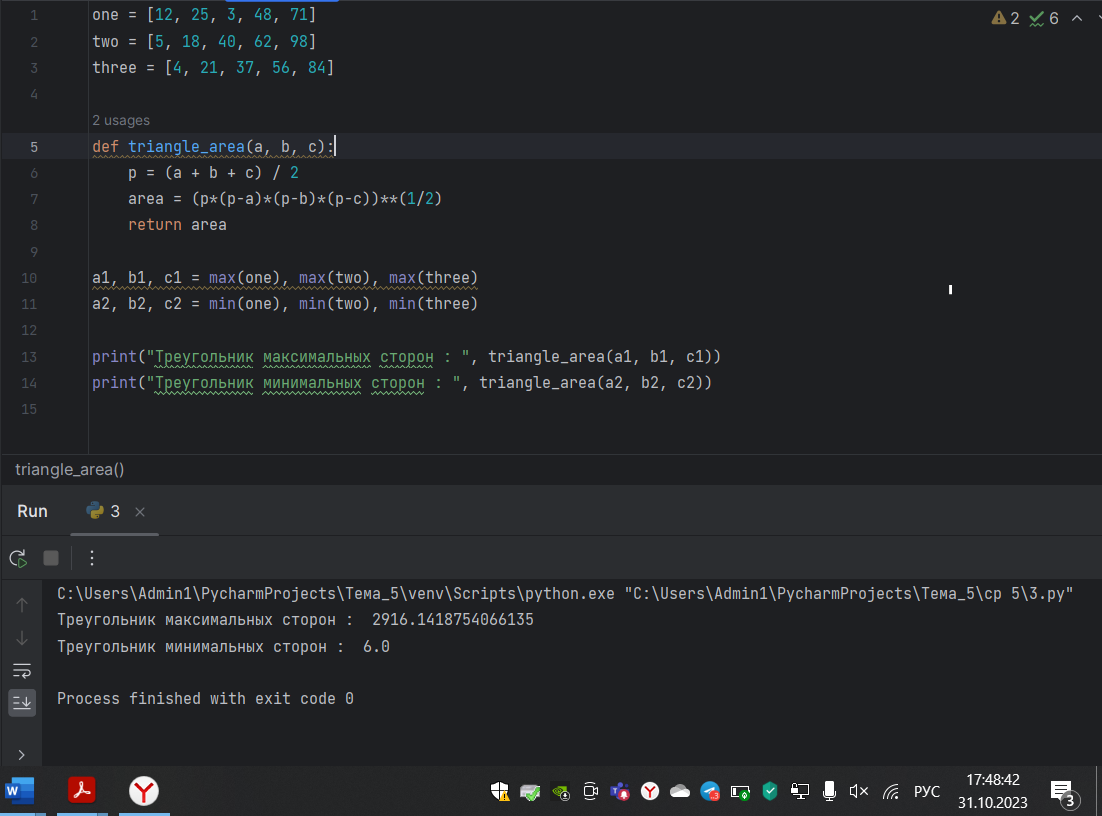 2 6
1 one = [12, 25, 3, 48, 71]
2 two = [5, 18, 40, 62, 98]
3 three = [4, 21, 37, 56, 84]
4
2 usages
5 def triangle_area(a, b, c):
6 p = (a + b + c) / 2
7 area = (p*(p-a)*(p-b)*(p-c))**(1/2)
8 return area
9
10 a1, b1, c1 = max(one), max(two), max(three)
11 a2, b2, c2 = min(one), min(two), min(three)
12
13 print("Треугольник максимальных сторон : ", triangle_area(a1, b1, c1))
14 print("Треугольник минимальных сторон : ", triangle_area(a2, b2, c2))
15
triangle_area()
Run 3
C:\Users\Admin1\PycharmProjects\Тема_5\venv\Scripts\python.exe "C:\Users\Admin1\PycharmProjects\Тема_5\ср 5\3.py"
Треугольник максимальных сторон :  2916.1418754066135
Треугольник минимальных сторон :  6.0
Process finished with exit code 0
РУС
17:48:42
31.10.2023
3